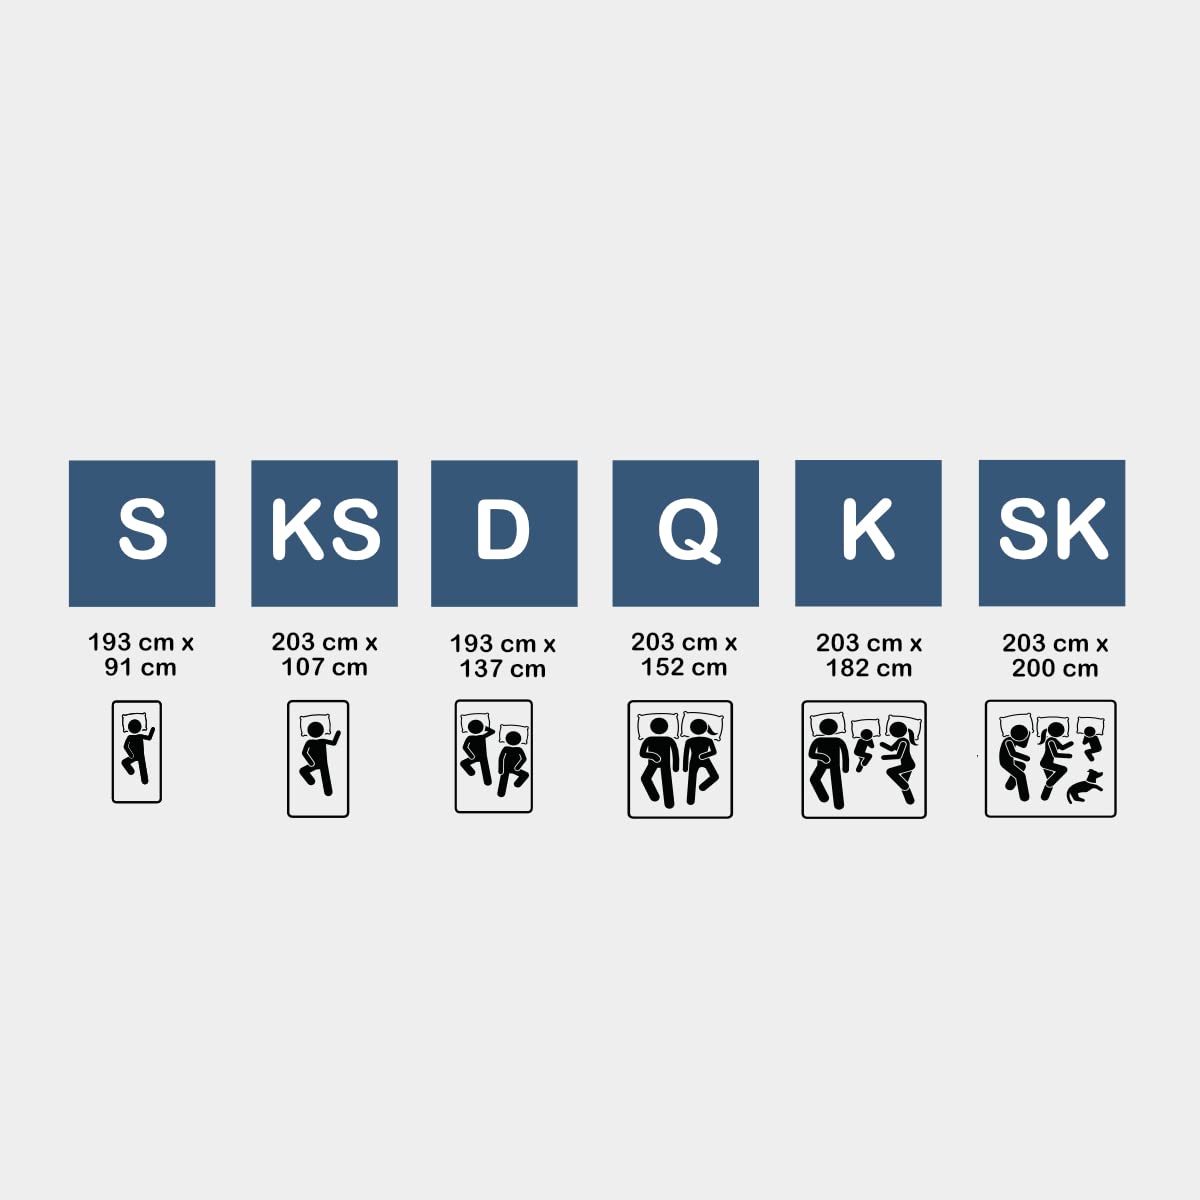 S
KS
D
Q
K
SK
193 cm x
91 cm
203 cm x
107 cm
193 cm x
137 cm
203 cm x
152 cm
203 cm x
182 cm
203 cm x
200 cm